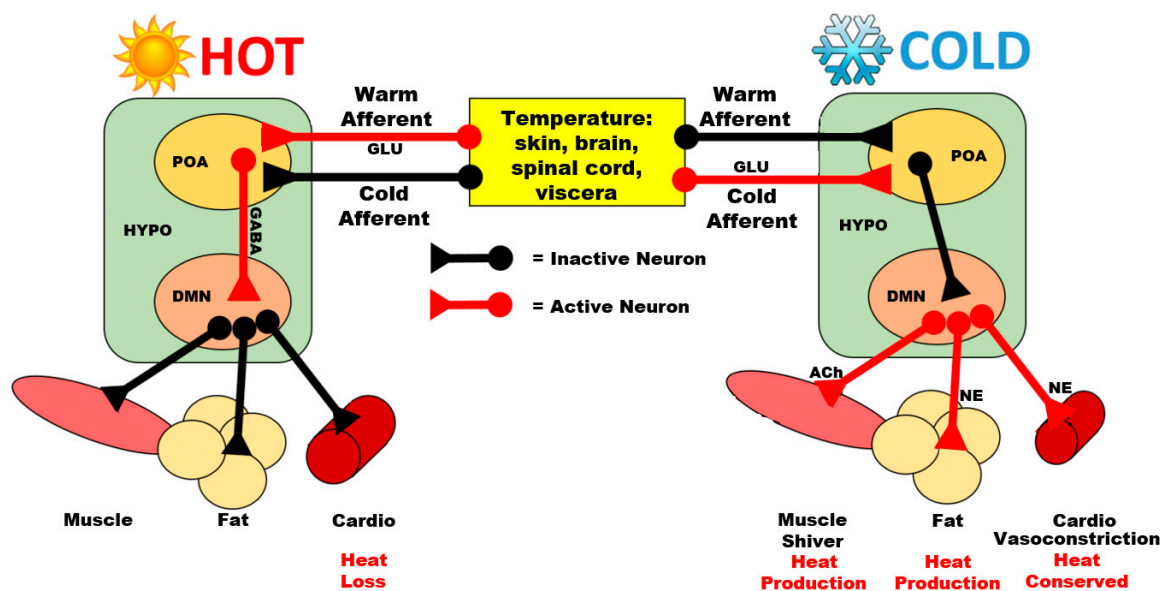 HOT
COLD
Warm
Afferent
GLU
Cold
Afferent
Temperature:
skin, brain,
spinal cord,
viscera
Warm
Afferent
GLU
Cold
Afferent
POA
HYPO
GABA
DMN
= Inactive Neuron
= Active Neuron
POA
HYPO
DMN
ACh
NE
NE
Muscle
Fat
Cardio
Heat
Loss
Muscle
Shiver
Heat
Production
Fat
Heat
Production
Cardio
Vasoconstriction
Heat
Conserved